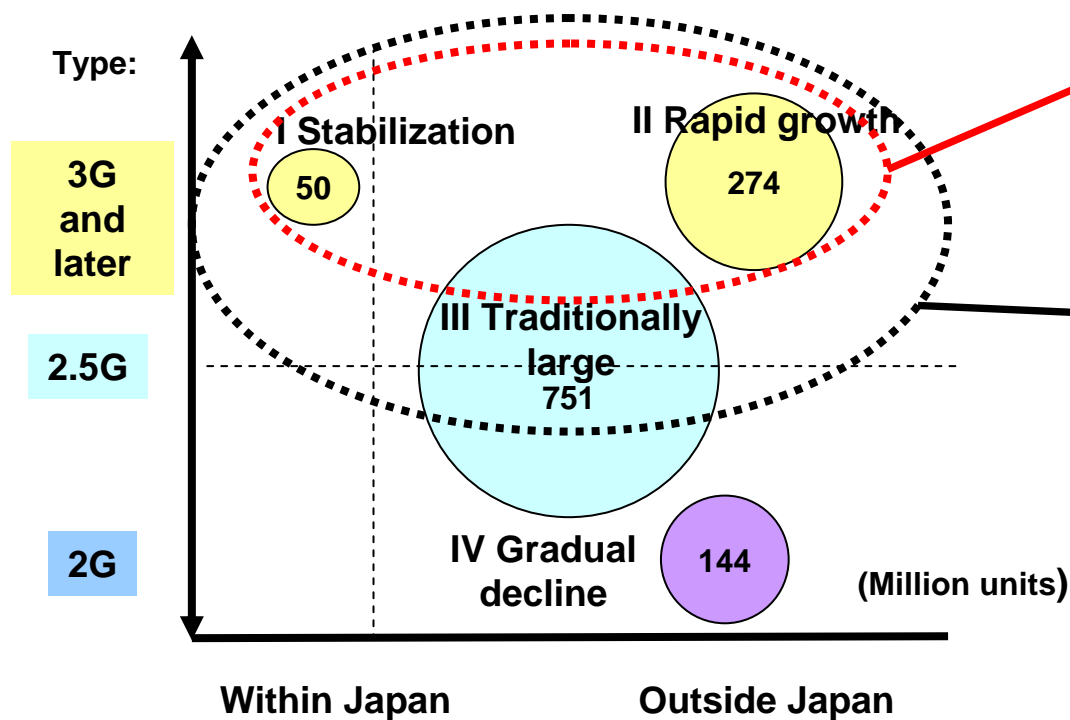 Type:
I Stabilization
II Rapid growth
3G
and
later
50
274
III Traditionally
large
2.5G
751
IV Gradual
decline
2G
144
(Million units)
Within Japan
Outside Japan